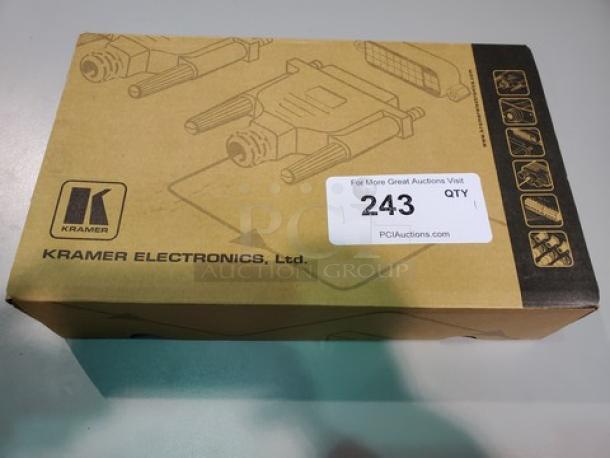 For More Great Auctions Visit
243
QTY
PCIAuctions.com
K
KRAMER
KRAMER ELECTRONICS, Ltd.
PCI
AUCTION GROUP